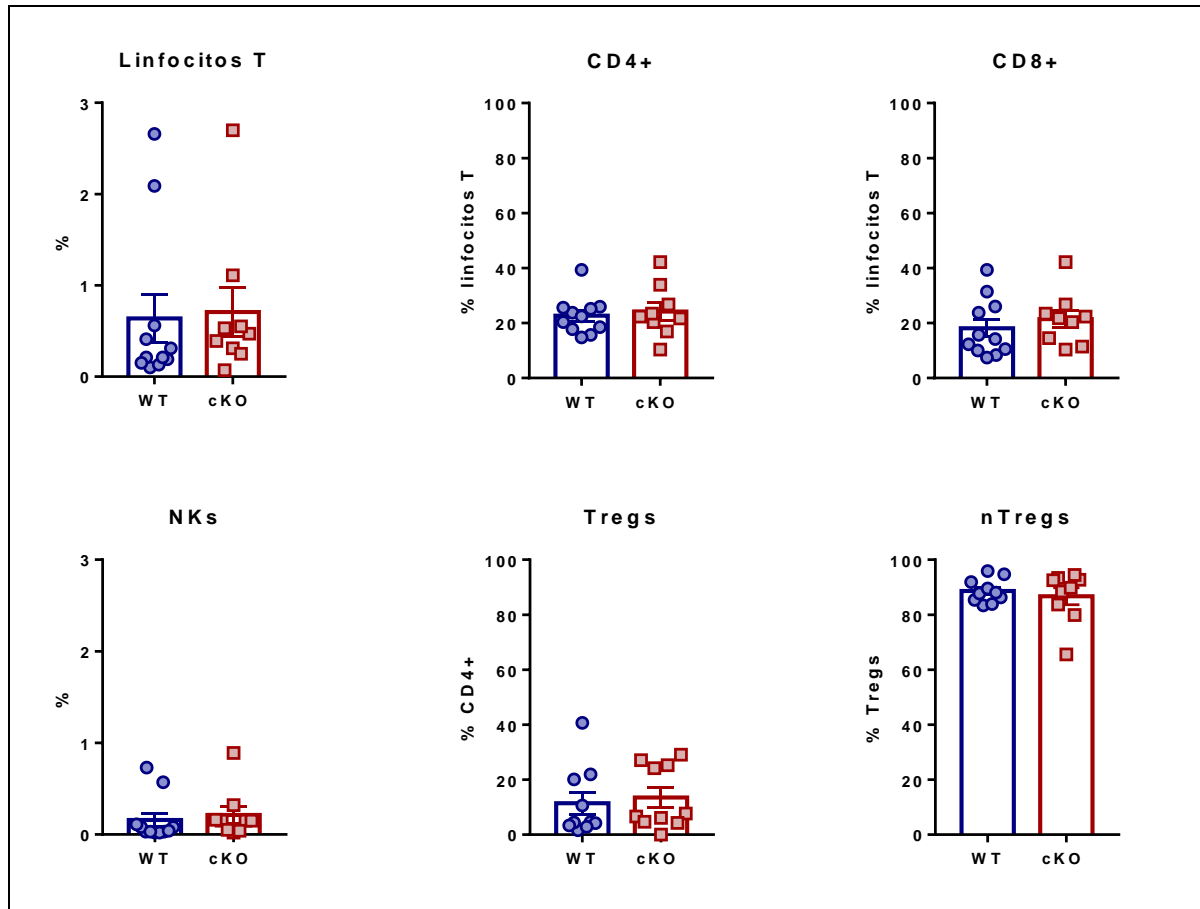 Linfocitos T
3
2
1
0
%
WT
cKO
CD4+
100
80
60
40
20
0
% linfocitos T
WT
cKO
CD8+
100
80
60
40
20
0
% linfocitos T
WT
cKO
NKs
3
2
1
0
%
WT
cKO
Tregs
100
80
60
40
20
0
% CD4+
WT
cKO
nTregs
100
80
60
40
20
0
% Tregs
WT
cKO